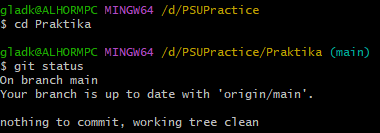 gladk@ALHORMPC MINGW64 /d/PSUPractice
$ cd Praktika
gladk@ALHORMPC MINGW64 /d/PSUPractice/Praktika (main)
$ git status
On branch main
Your branch is up to date with 'origin/main'.
nothing to commit, working tree clean